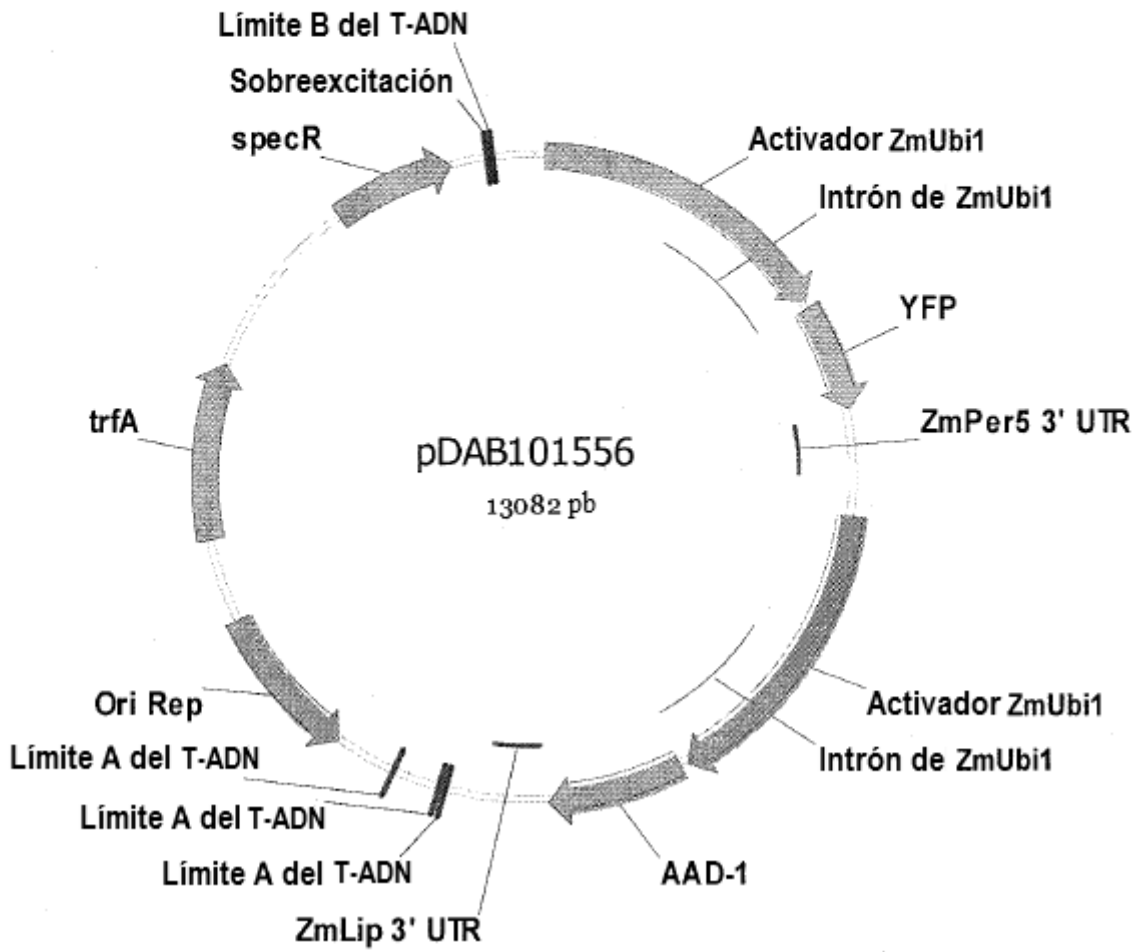 Límite B del T-ADN
Sobreexcitación
specR
Activador ZmUbi1
Intrón de ZmUbi1
YFP
trfA
pDAB101556
13082 pb
ZmPer5 3' UTR
Ori Rep
Activador ZmUbi1
Límite A del T-ADN
Intrón de ZmUbi1
Límite A del T-ADN
Límite A del T-ADN
AAD-1
ZmLip 3' UTR